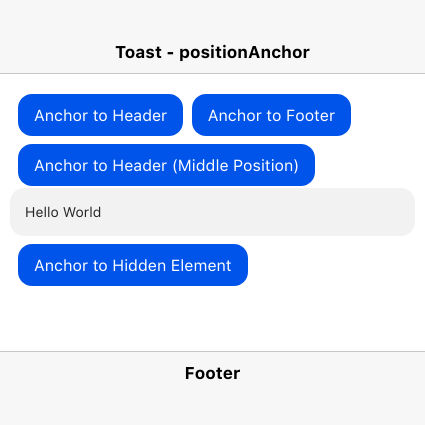 Toast - positionAnchor
Anchor to Header
Anchor to Footer
Anchor to Header (Middle Position)
Hello World
Anchor to Hidden Element
Footer